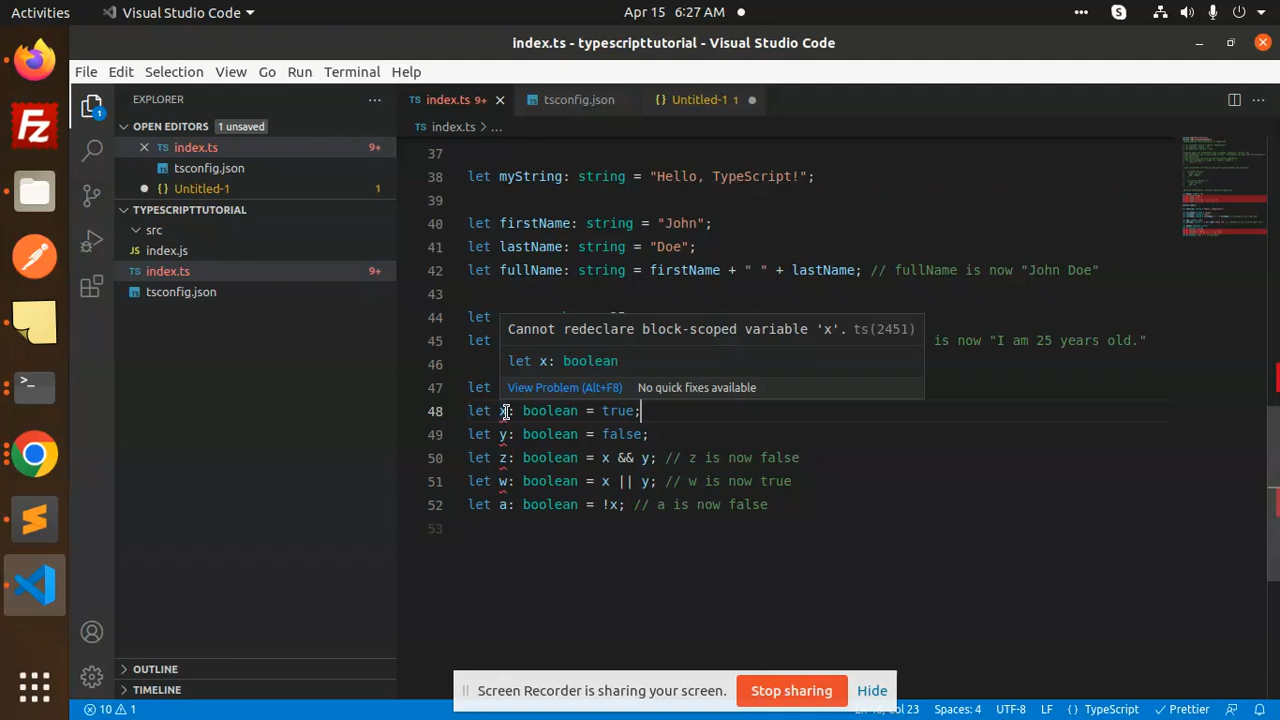 Activities
Visual Studio Code
Apr 15 6:27 AM
index.ts - typescripttutorial - Visual Studio Code
File Edit Selection View Go Run Terminal Help
EXPLORER
OPEN EDITORS 1 unsaved
TS index.ts 9+
tsconfig.json
Untitled-1 1
TYPESCRIPTTUTORIAL
src
JS index.js
TS index.ts 9+
tsconfig.json
OUTLINE
TIMELINE
TS index.ts 9+
tsconfig.json
{} Untitled-1 1
TS index.ts > ...
37
38 let myString: string = "Hello, TypeScript!";
39
40 let firstName: string = "John";
41 let lastName: string = "Doe";
42 let fullName: string = firstName + " " + lastName; // fullName is now "John Doe"
43
44 let
45 let is now "I am 25 years old."
46
47 let
Cannot redeclare block-scoped variable 'x'. ts(2451)
let x: boolean
View Problem (Alt+F8) No quick fixes available
48 let x: boolean = true;
49 let y: boolean = false;
50 let z: boolean = x && y; // z is now false
51 let w: boolean = x || y; // w is now true
52 let a: boolean = !x; // a is now false
53
Screen Recorder is sharing your screen. Stop sharing Hide
10 1
Col 23 Spaces: 4 UTF-8 LF {} TypeScript Prettier